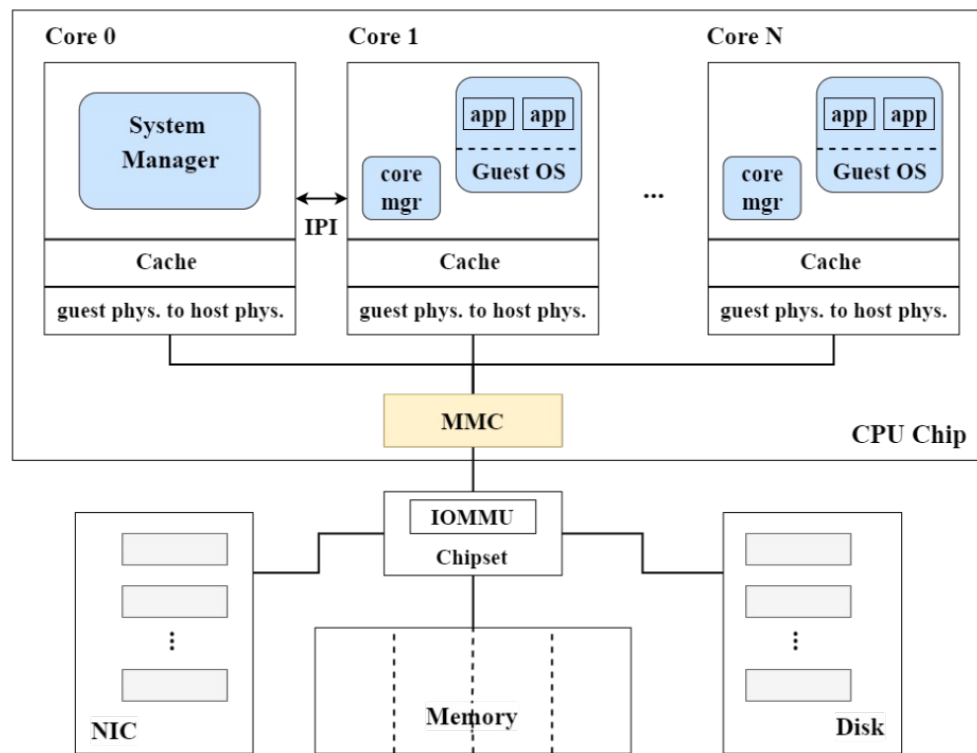 Core 0
Core 1
Core N
System
Manager
core
mgr
app app
Guest OS
IPI
...
core
mgr
app app
Guest OS
Cache
Cache
Cache
guest phys. to host phys.
guest phys. to host phys.
guest phys. to host phys.
MMC
CPU Chip
IOMMU
Chipset
NIC
Memory
Disk